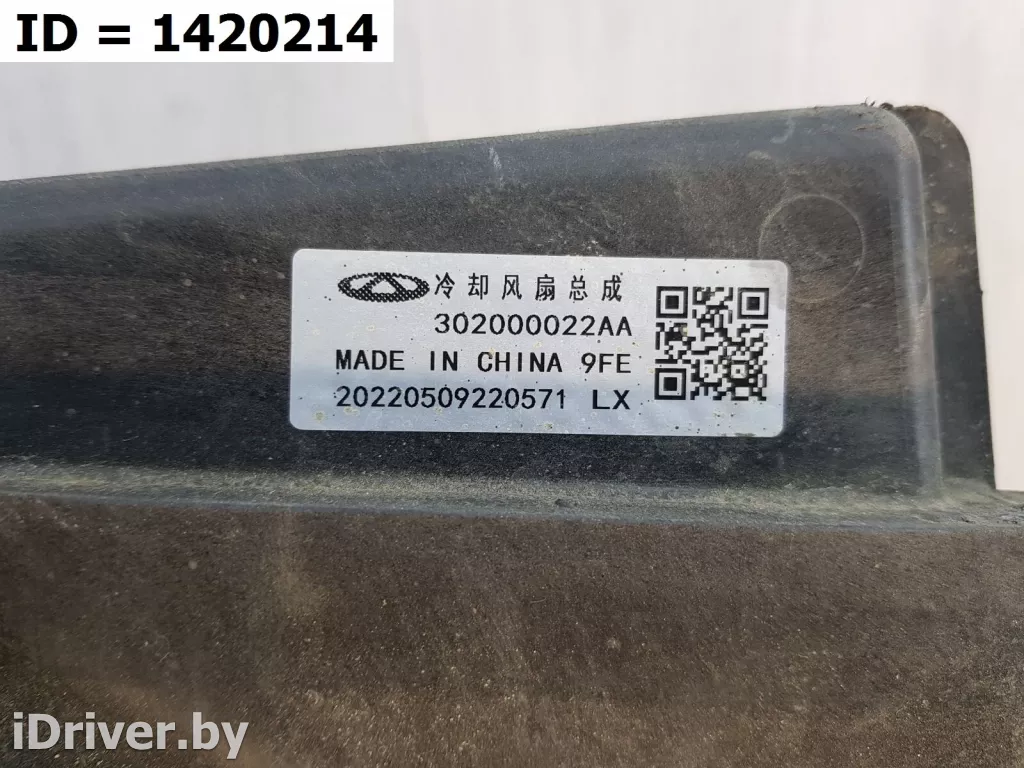 ID = 1420214
冷却风扇总成
302000022AA
MADE IN CHINA 9FE
20220509220571 LX
iDriver.by